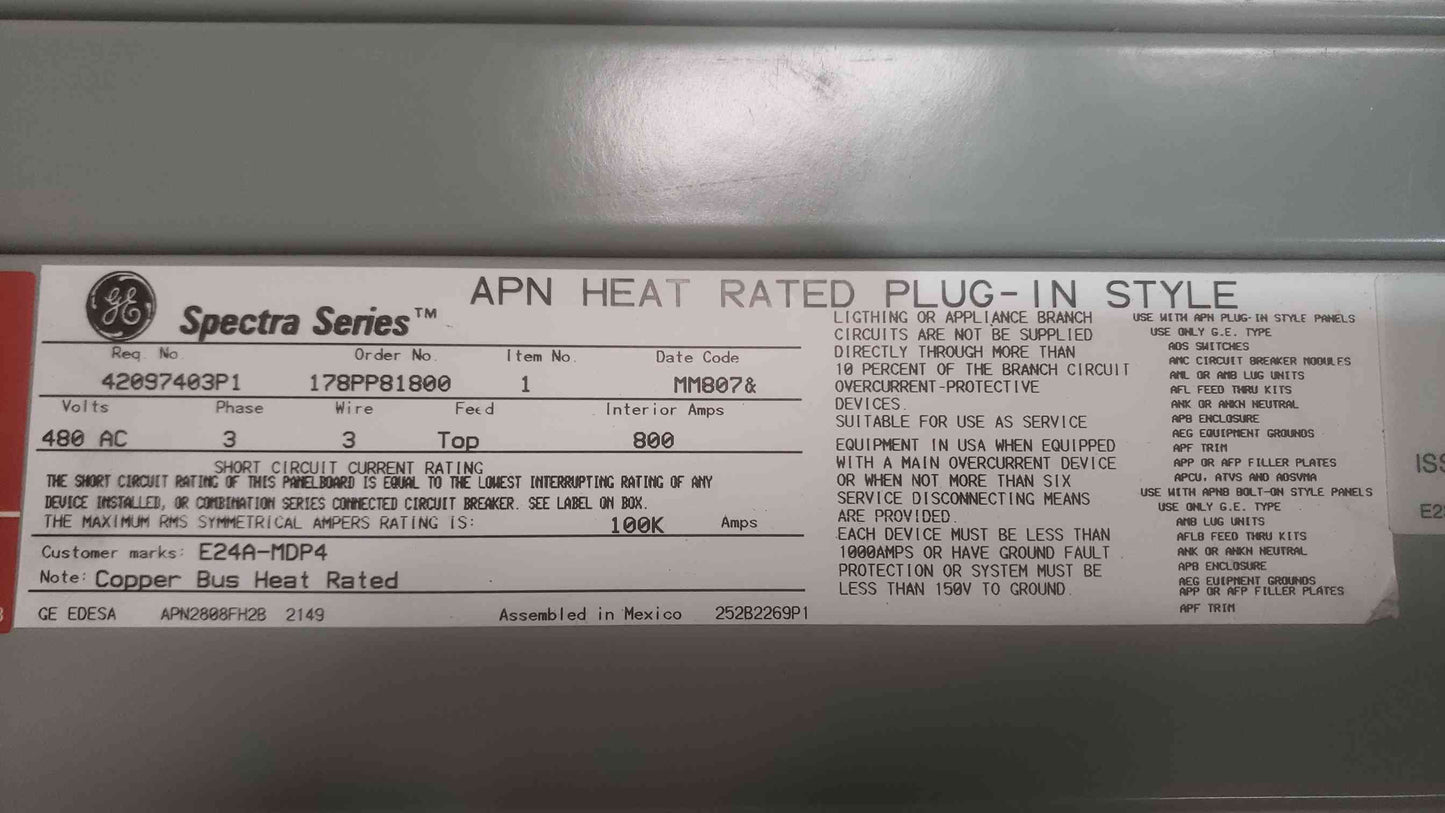 GE
Spectra Series™
APN HEAT RATED PLUG-IN STYLE
Req. No. Order No. Item No. Date Code
42097403P1 178PP81800 1 MM807&
Volts Phase Wire Feed Interior Amps
480 AC 3 3 Top 800
SHORT CIRCUIT CURRENT RATING
THE SHORT CIRCUIT RATING OF THIS PANELBOARD IS EQUAL TO THE LOWEST INTERRUPTING RATING OF ANY
DEVICE INSTALLED, OR COMBINATION SERIES CONNECTED CIRCUIT BREAKER. SEE LABEL ON BOX.
THE MAXIMUM RMS SYMMETRICAL AMPERS RATING IS: 100K Amps
Customer marks: E24A-MDP4
Note: Copper Bus Heat Rated
GE EDESA APN2808FH2B 2149 Assembled in Mexico 252B2269P1
LIGTHING OR APPLIANCE BRANCH
CIRCUITS ARE NOT BE SUPPLIED
DIRECTLY THROUGH MORE THAN
10 PERCENT OF THE BRANCH CIRCUIT
OVERCURRENT-PROTECTIVE
DEVICES.
SUITABLE FOR USE AS SERVICE
EQUIPMENT IN USA WHEN EQUIPPED
WITH A MAIN OVERCURRENT DEVICE
OR WHEN NOT MORE THAN SIX
SERVICE DISCONNECTING MEANS
ARE PROVIDED.
EACH DEVICE MUST BE LESS THAN
1000AMPS OR HAVE GROUND FAULT
PROTECTION OR SYSTEM MUST BE
LESS THAN 150V TO GROUND.
USE WITH APN PLUG-IN STYLE PANELS
USE ONLY G.E. TYPE
ADS SWITCHES
AMC CIRCUIT BREAKER MODULES
AML OR AMB LUG UNITS
AFL FEED THRU KITS
ANK OR ANKN NEUTRAL
APB ENCLOSURE
AEG EQUIPMENT GROUNDS
APF TRIM
APP OR AFP FILLER PLATES
APCU, ATVS AND ADSVMA
USE WITH APNB BOLT-ON STYLE PANELS
USE ONLY G.E. TYPE
AMB LUG UNITS
AFLB FEED THRU KITS
ANK OR ANKN NEUTRAL
APB ENCLOSURE
AEG EUIPMENT GROUNDS
APP OR AFP FILLER PLATES
APF TRIM
ISS